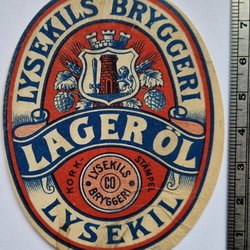 LYSEKILS BRYGGERI
LAGER ÖL
KORK- STÄMPEL
LYSEKILS
CO
BRYGGERI
LYSEKIL